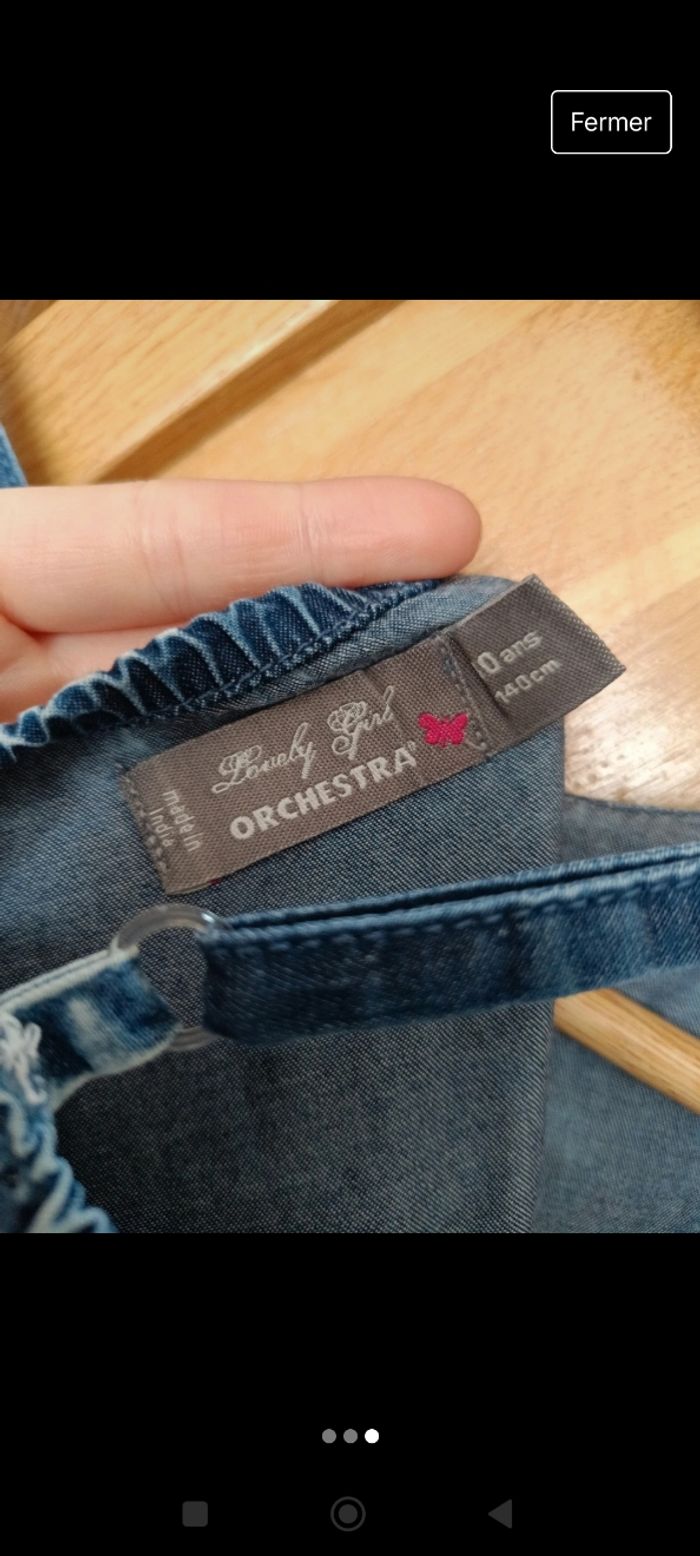 Fermer
Lovely Girl
ORCHESTRA®
made in
India
0 ans
140cm